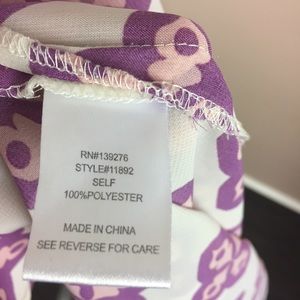 RN#139276
STYLE#11892
SELF
100%POLYESTER
MADE IN CHINA
SEE REVERSE FOR CARE